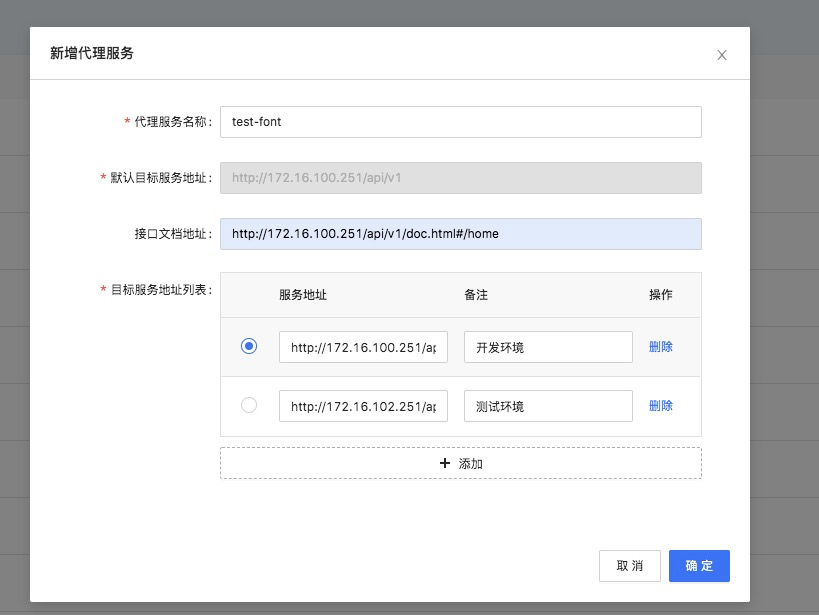 新增代理服务
* 代理服务名称: test-font
* 默认目标服务地址: http://172.16.100.251/api/v1
接口文档地址: http://172.16.100.251/api/v1/doc.html#/home
* 目标服务地址列表: 服务地址 备注 操作
http://172.16.100.251/ap 开发环境 删除
http://172.16.102.251/ap 测试环境 删除
+ 添加
取 消 确 定